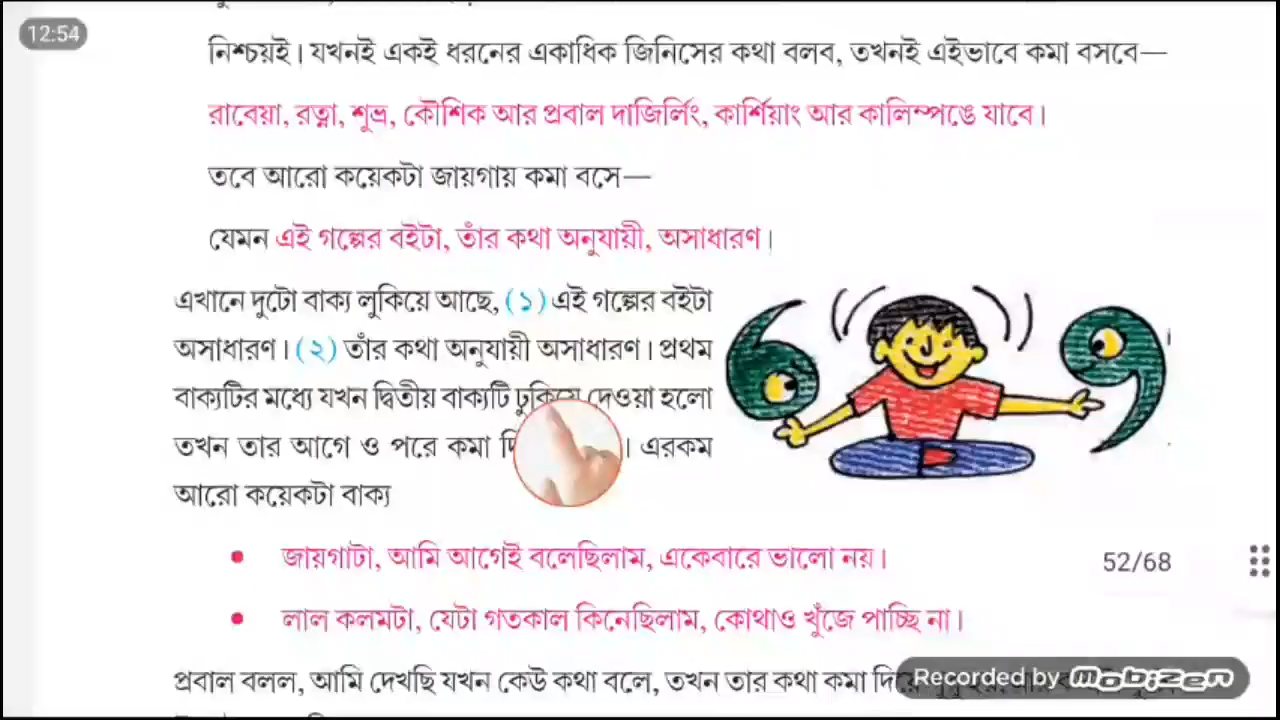 12:54
নিশ্চয়ই। যখনই একই ধরনের একাধিক জিনিসের কথা বলব, তখনই এইভাবে কমা বসবে—
রাবেয়া, রত্না, শুভ্র, কৌশিক আর প্রবাল দার্জিলিং, কার্শিয়াং আর কালিম্পঙে যাবে।
তবে আরো কয়েকটা জায়গায় কমা বসে—
যেমন এই গল্পের বইটা, তাঁর কথা অনুযায়ী, অসাধারণ।
এখানে দুটো বাক্য লুকিয়ে আছে, (১) এই গল্পের বইটা
অসাধারণ। (২) তাঁর কথা অনুযায়ী অসাধারণ। প্রথম
বাক্যটির মধ্যে যখন দ্বিতীয় বাক্যটি ঢুকিয়ে দেওয়া হলো
তখন তার আগে ও পরে কমা । এরকম
আরো কয়েকটা বাক্য
• জায়গাটা, আমি আগেই বলেছিলাম, একেবারে ভালো নয়।
52/68
• লাল কলমটা, যেটা গতকাল কিনেছিলাম, কোথাও খুঁজে পাচ্ছি না।
প্রবাল বলল, আমি দেখছি যখন কেউ কথা বলে, তখন তার কথা কমা
Recorded by mobizen